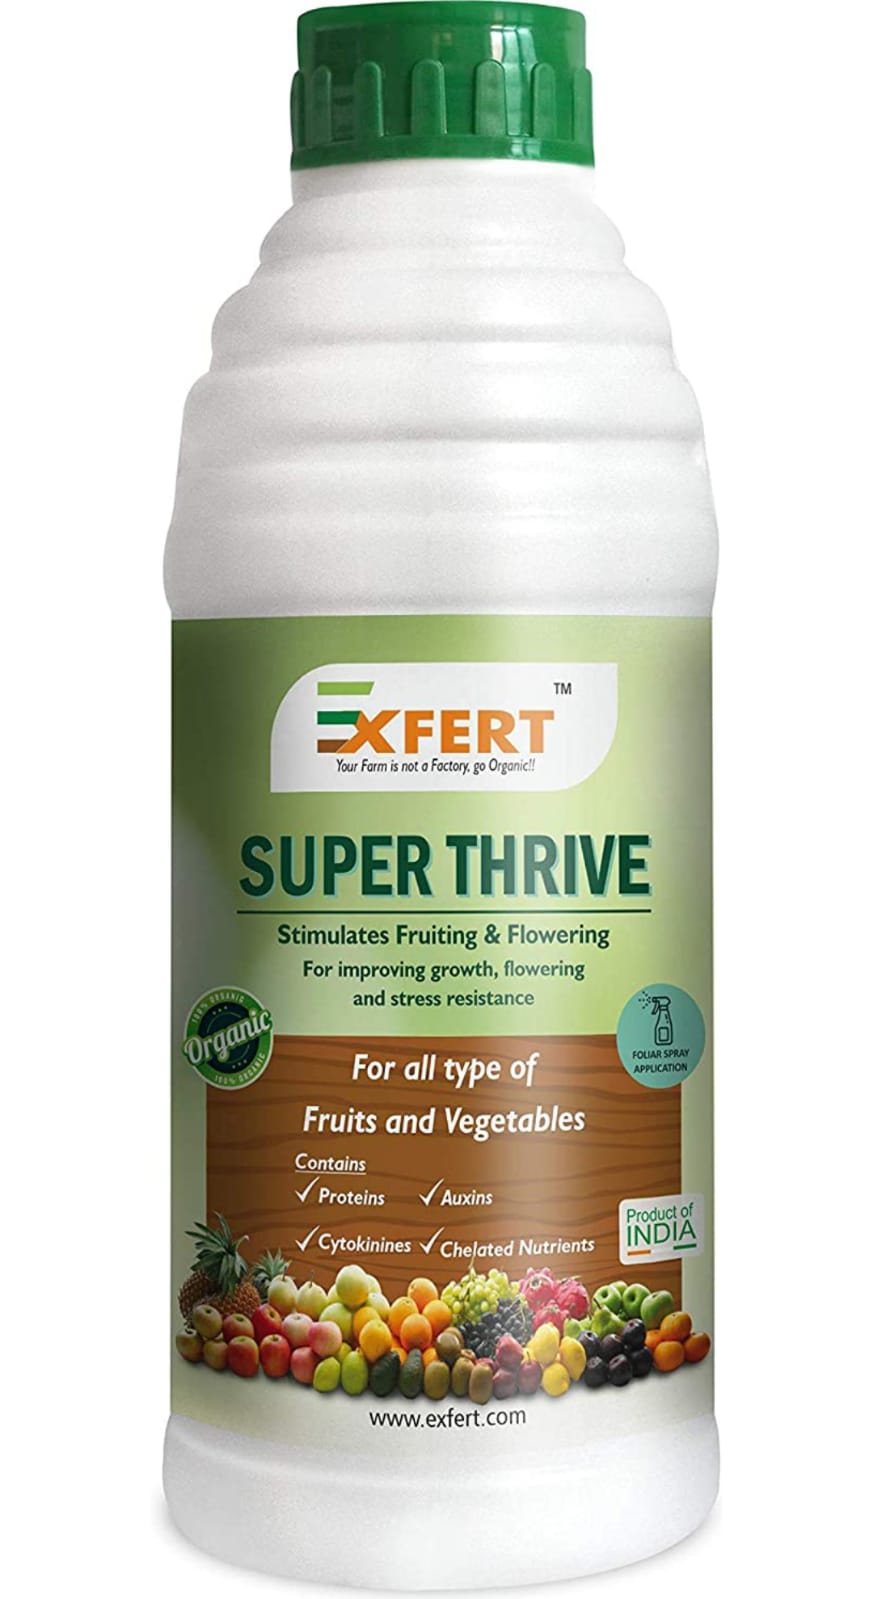 EXFERT TM
Your Farm is not a Factory, go Organic!!
SUPER THRIVE
Stimulates Fruiting & Flowering
For improving growth, flowering
and stress resistance
100% ORGANIC
Organic
100% ORGANIC
FOLIAR SPRAY
APPLICATION
For all type of
Fruits and Vegetables
Contains
✓Proteins ✓Auxins
✓Cytokinines ✓Chelated Nutrients
Product of
INDIA
www.exfert.com